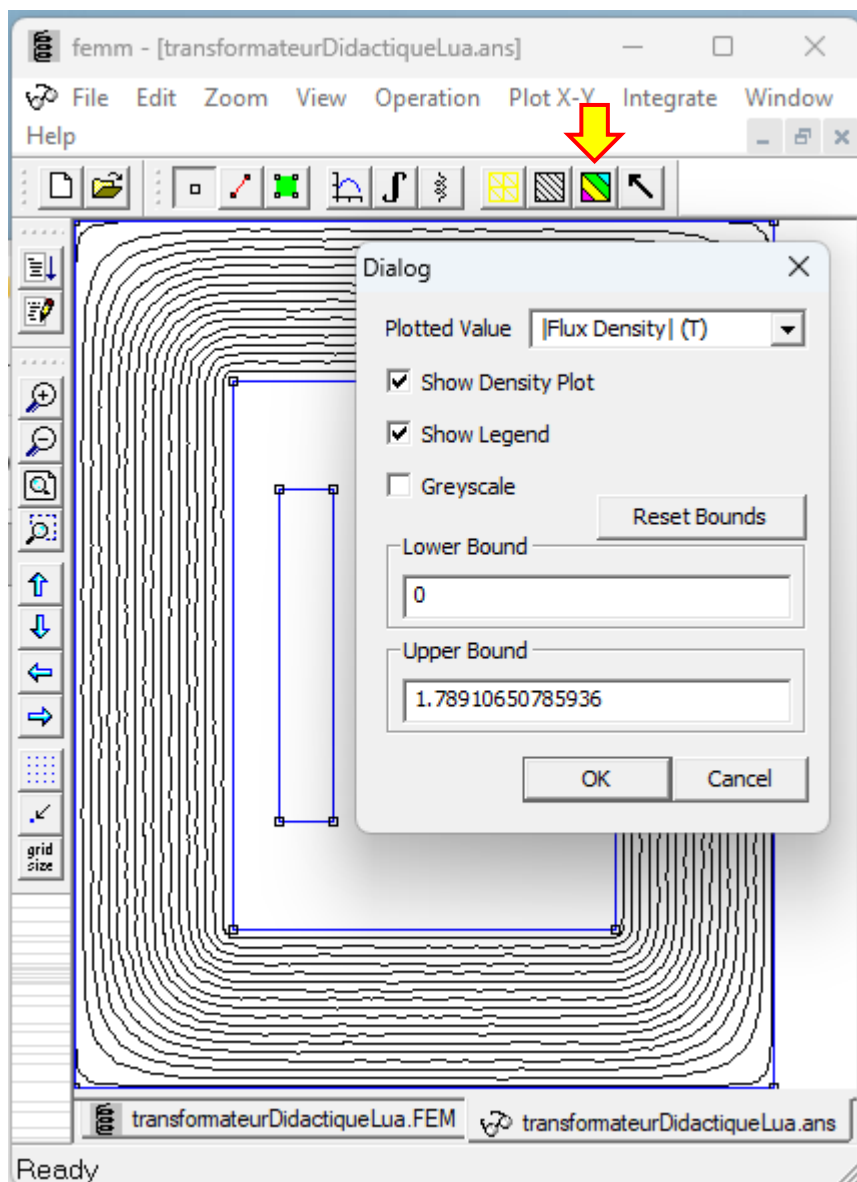 femm - [transformateurDidactiqueLua.ans]
File Edit Zoom View Operation Plot X-Y Integrate Window
Help
Dialog
Plotted Value |Flux Density| (T)
Show Density Plot
Show Legend
Greyscale
Reset Bounds
Lower Bound
0
Upper Bound
1.78910650785936
OK Cancel
grid
size
transformateurDidactiqueLua.FEM transformateurDidactiqueLua.ans
Ready